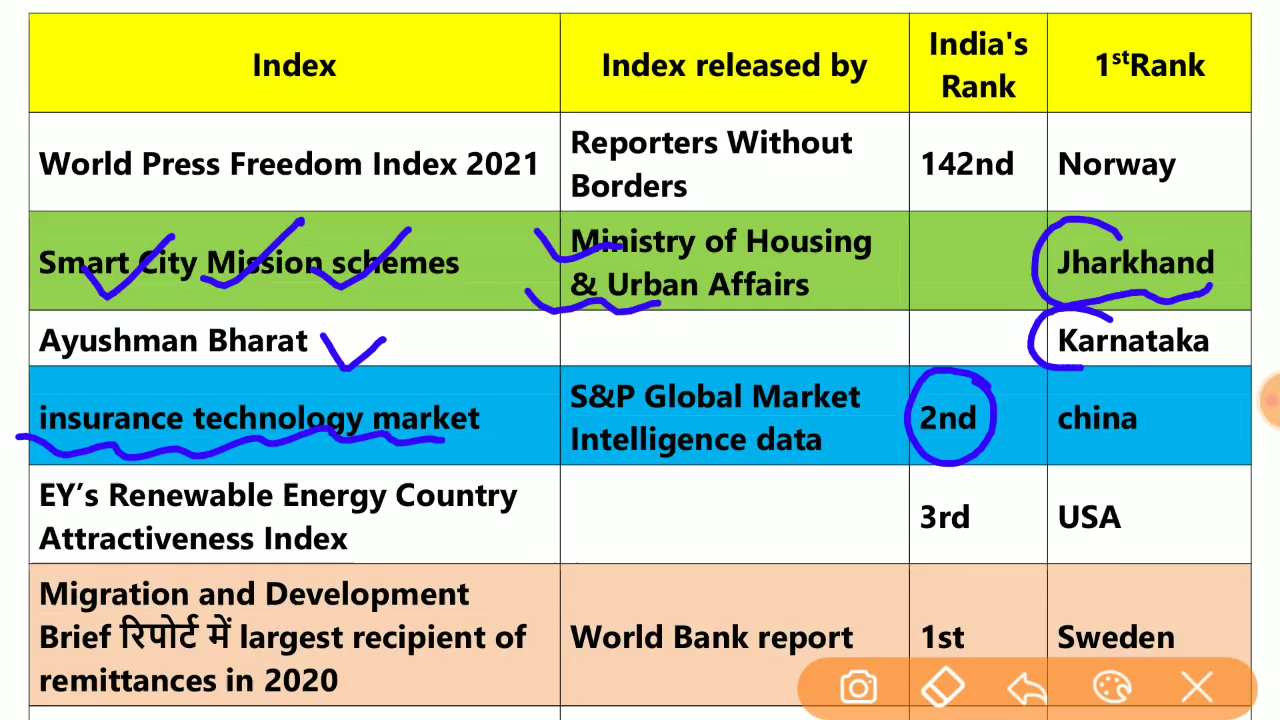 Index
Index released by
India's
Rank
1stRank
World Press Freedom Index 2021
Reporters Without
Borders
142nd
Norway
Smart City Mission schemes
Ministry of Housing
& Urban Affairs
Jharkhand
Ayushman Bharat
Karnataka
insurance technology market
S&P Global Market
Intelligence data
2nd
china
EY’s Renewable Energy Country
Attractiveness Index
3rd
USA
Migration and Development
Brief रिपोर्ट में largest recipient of
remittances in 2020
World Bank report
1st
Sweden